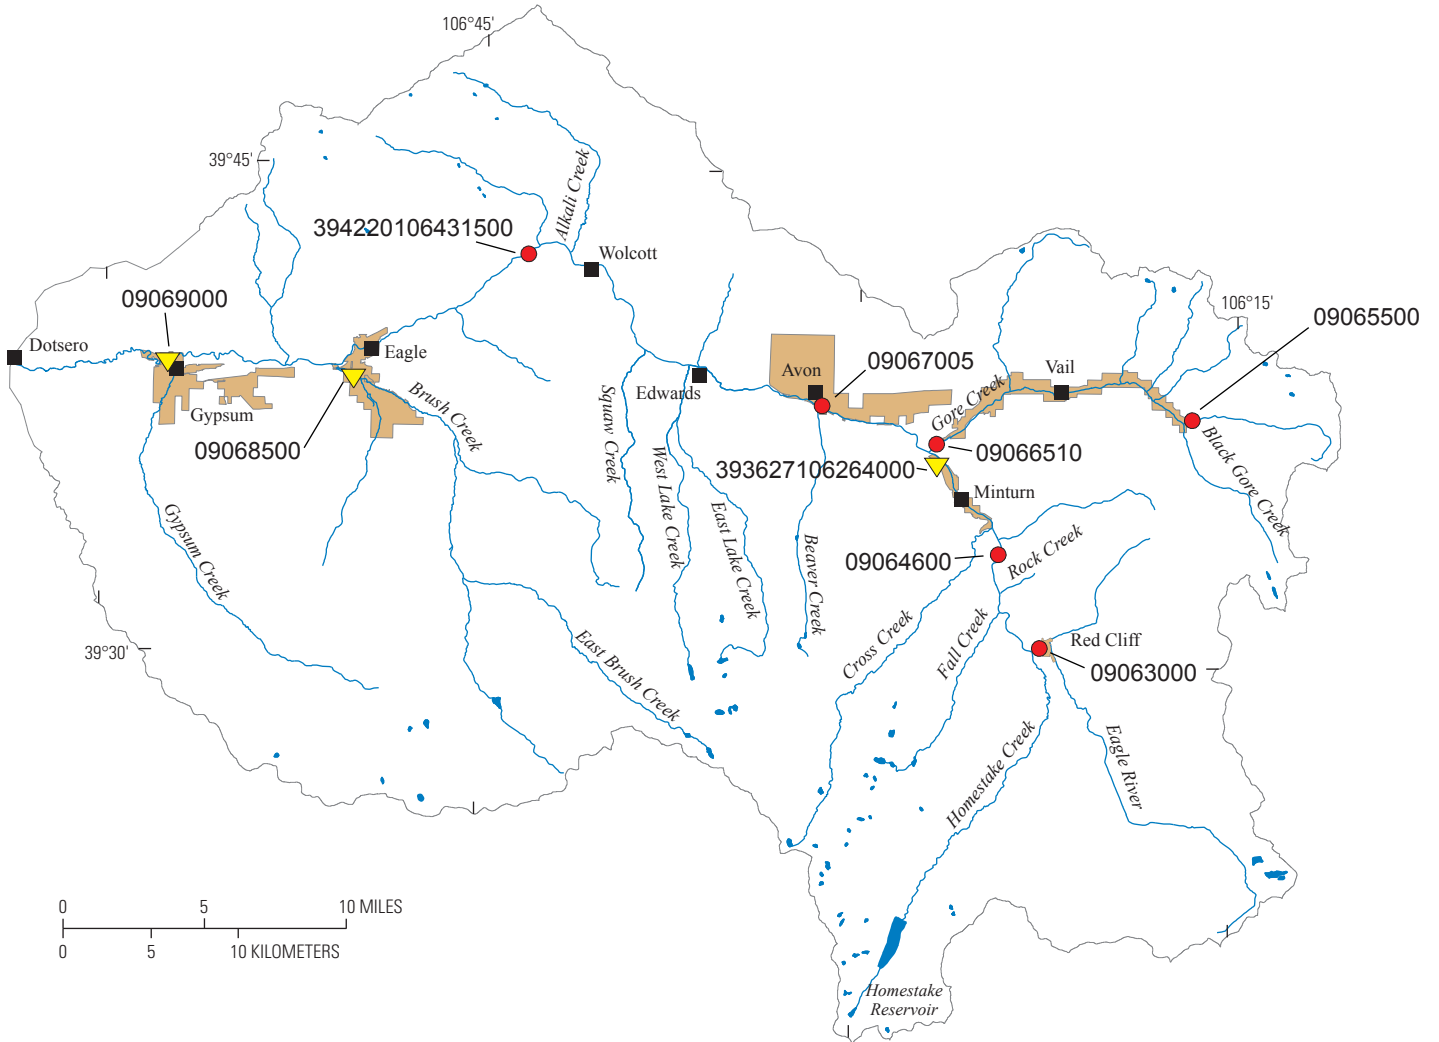 106°45'
39°45'
Alkali Creek
394220106431500
Wolcott
09069000
106°15'
09065500
Dotsero
Eagle
09067005
Avon
Vail
Edwards
Gypsum
Brush Creek
Squaw Creek
Gore Creek
09068500
09066510
393627106264000
Black Gore Creek
West Lake Creek
East Lake Creek
Minturn
Gypsum Creek
Beaver Creek
09064600
Rock Creek
Cross Creek
Fall Creek
39°30'
Red Cliff
09063000
East Brush Creek
Homestake Creek
Eagle River
0 5 10 MILES
0 5 10 KILOMETERS
Homestake
Reservoir